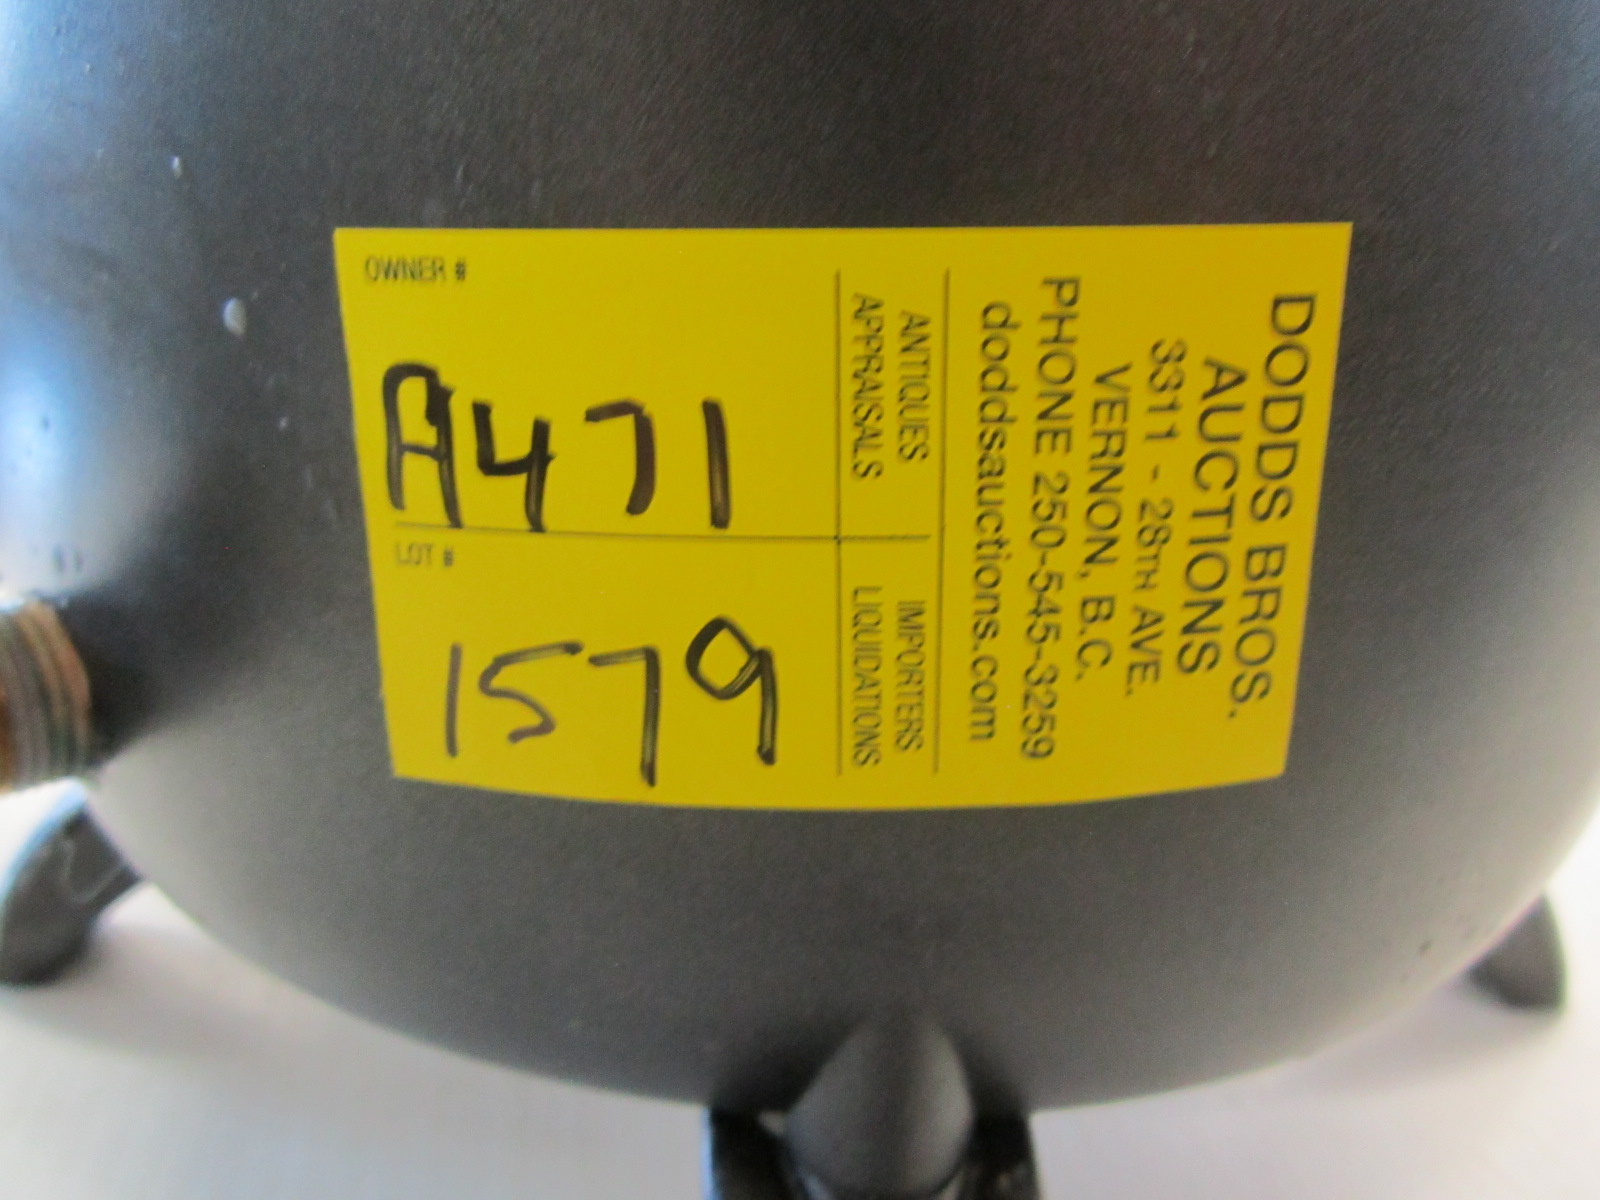 OWNER #
A471
LOT #
1579
DODDS BROS.
AUCTIONS
3311 - 28TH AVE.
VERNON, B.C.
PHONE 250-545-3259
doddsauctions.com
ANTIQUES IMPORTERS
APPRAISALS LIQUIDATIONS